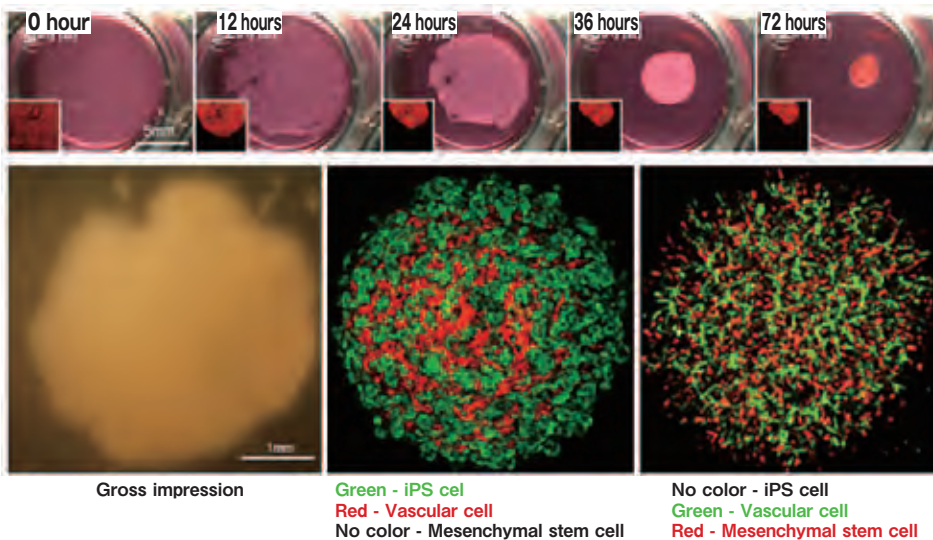 0 hour
12 hours
24 hours
36 hours
72 hours
5mm
1mm
Gross impression
Green - iPS cel
Red - Vascular cell
No color - Mesenchymal stem cell
No color - iPS cell
Green - Vascular cell
Red - Mesenchymal stem cell